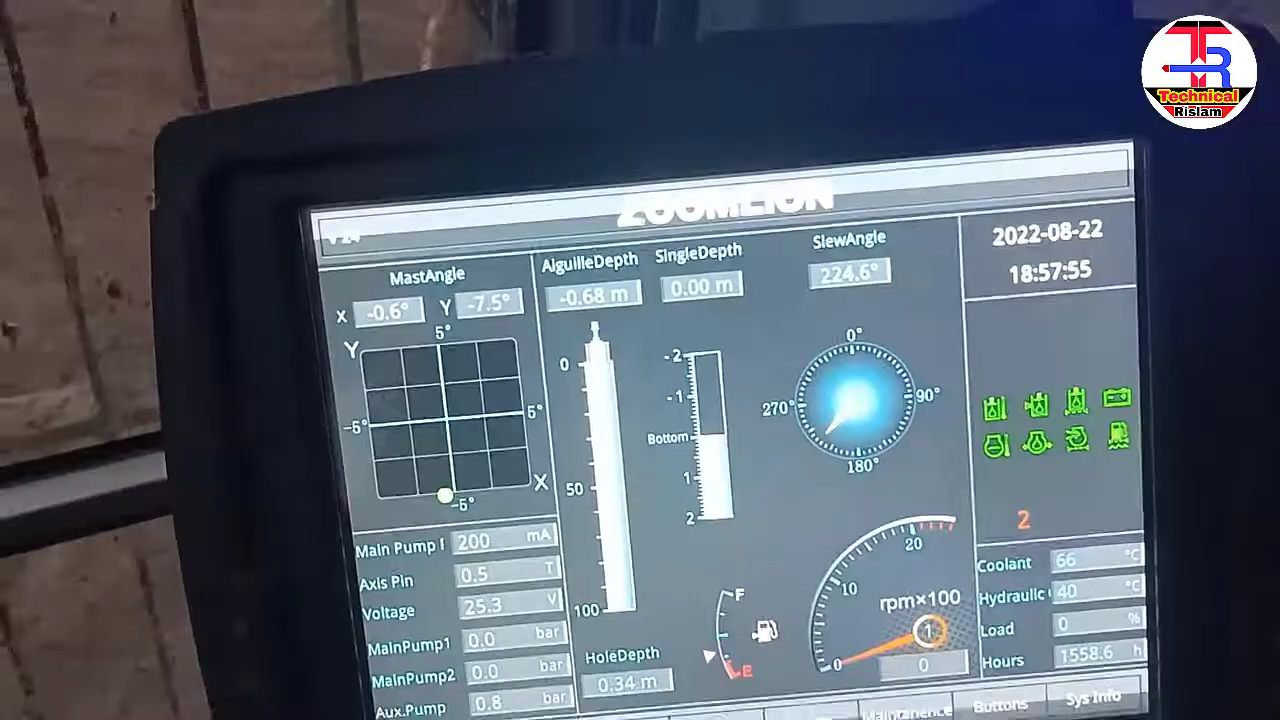 TR
Technical
Rislam
ZOOMLION
2022-08-22
18:57:55
MastAngle
X -0.6° Y -7.5°
AiguilleDepth
-0.68 m
SingleDepth
0.00 m
SlewAngle
224.6°
Y
5°
-5°
5°
X
-5°
0
50
100
-2
-1
Bottom
1
2
0°
90°
180°
270°
2
Main Pump
200 mA
Axis Pin
0.5 T
Voltage
25.3 V
MainPump1
0.0 bar
MainPump2
0.0 bar
Aux.Pump
0.8 bar
HoleDepth
0.34 m
F
E
0
10
20
rpm×100
1
0
Coolant
66 °C
Hydraulic
40 °C
Load
0 %
Hours
1558.6 h
Buttons
Sys Info